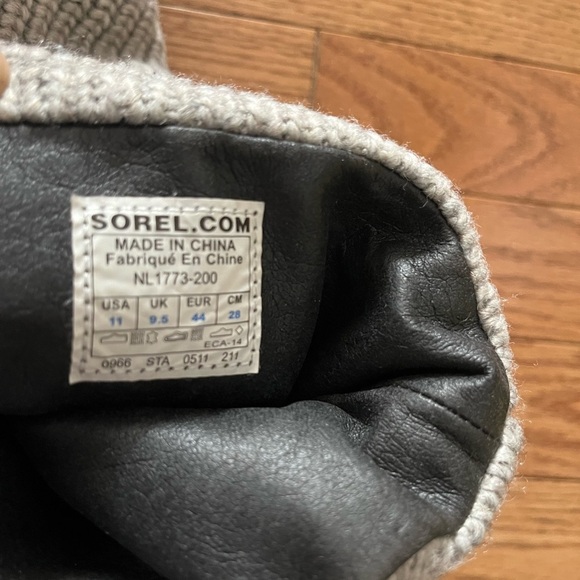 SOREL.COM
MADE IN CHINA
Fabriqué En Chine
NL1773-200
USA UK EUR CM
11 9.5 44 28
ECA-14
0966 STA 0511 211